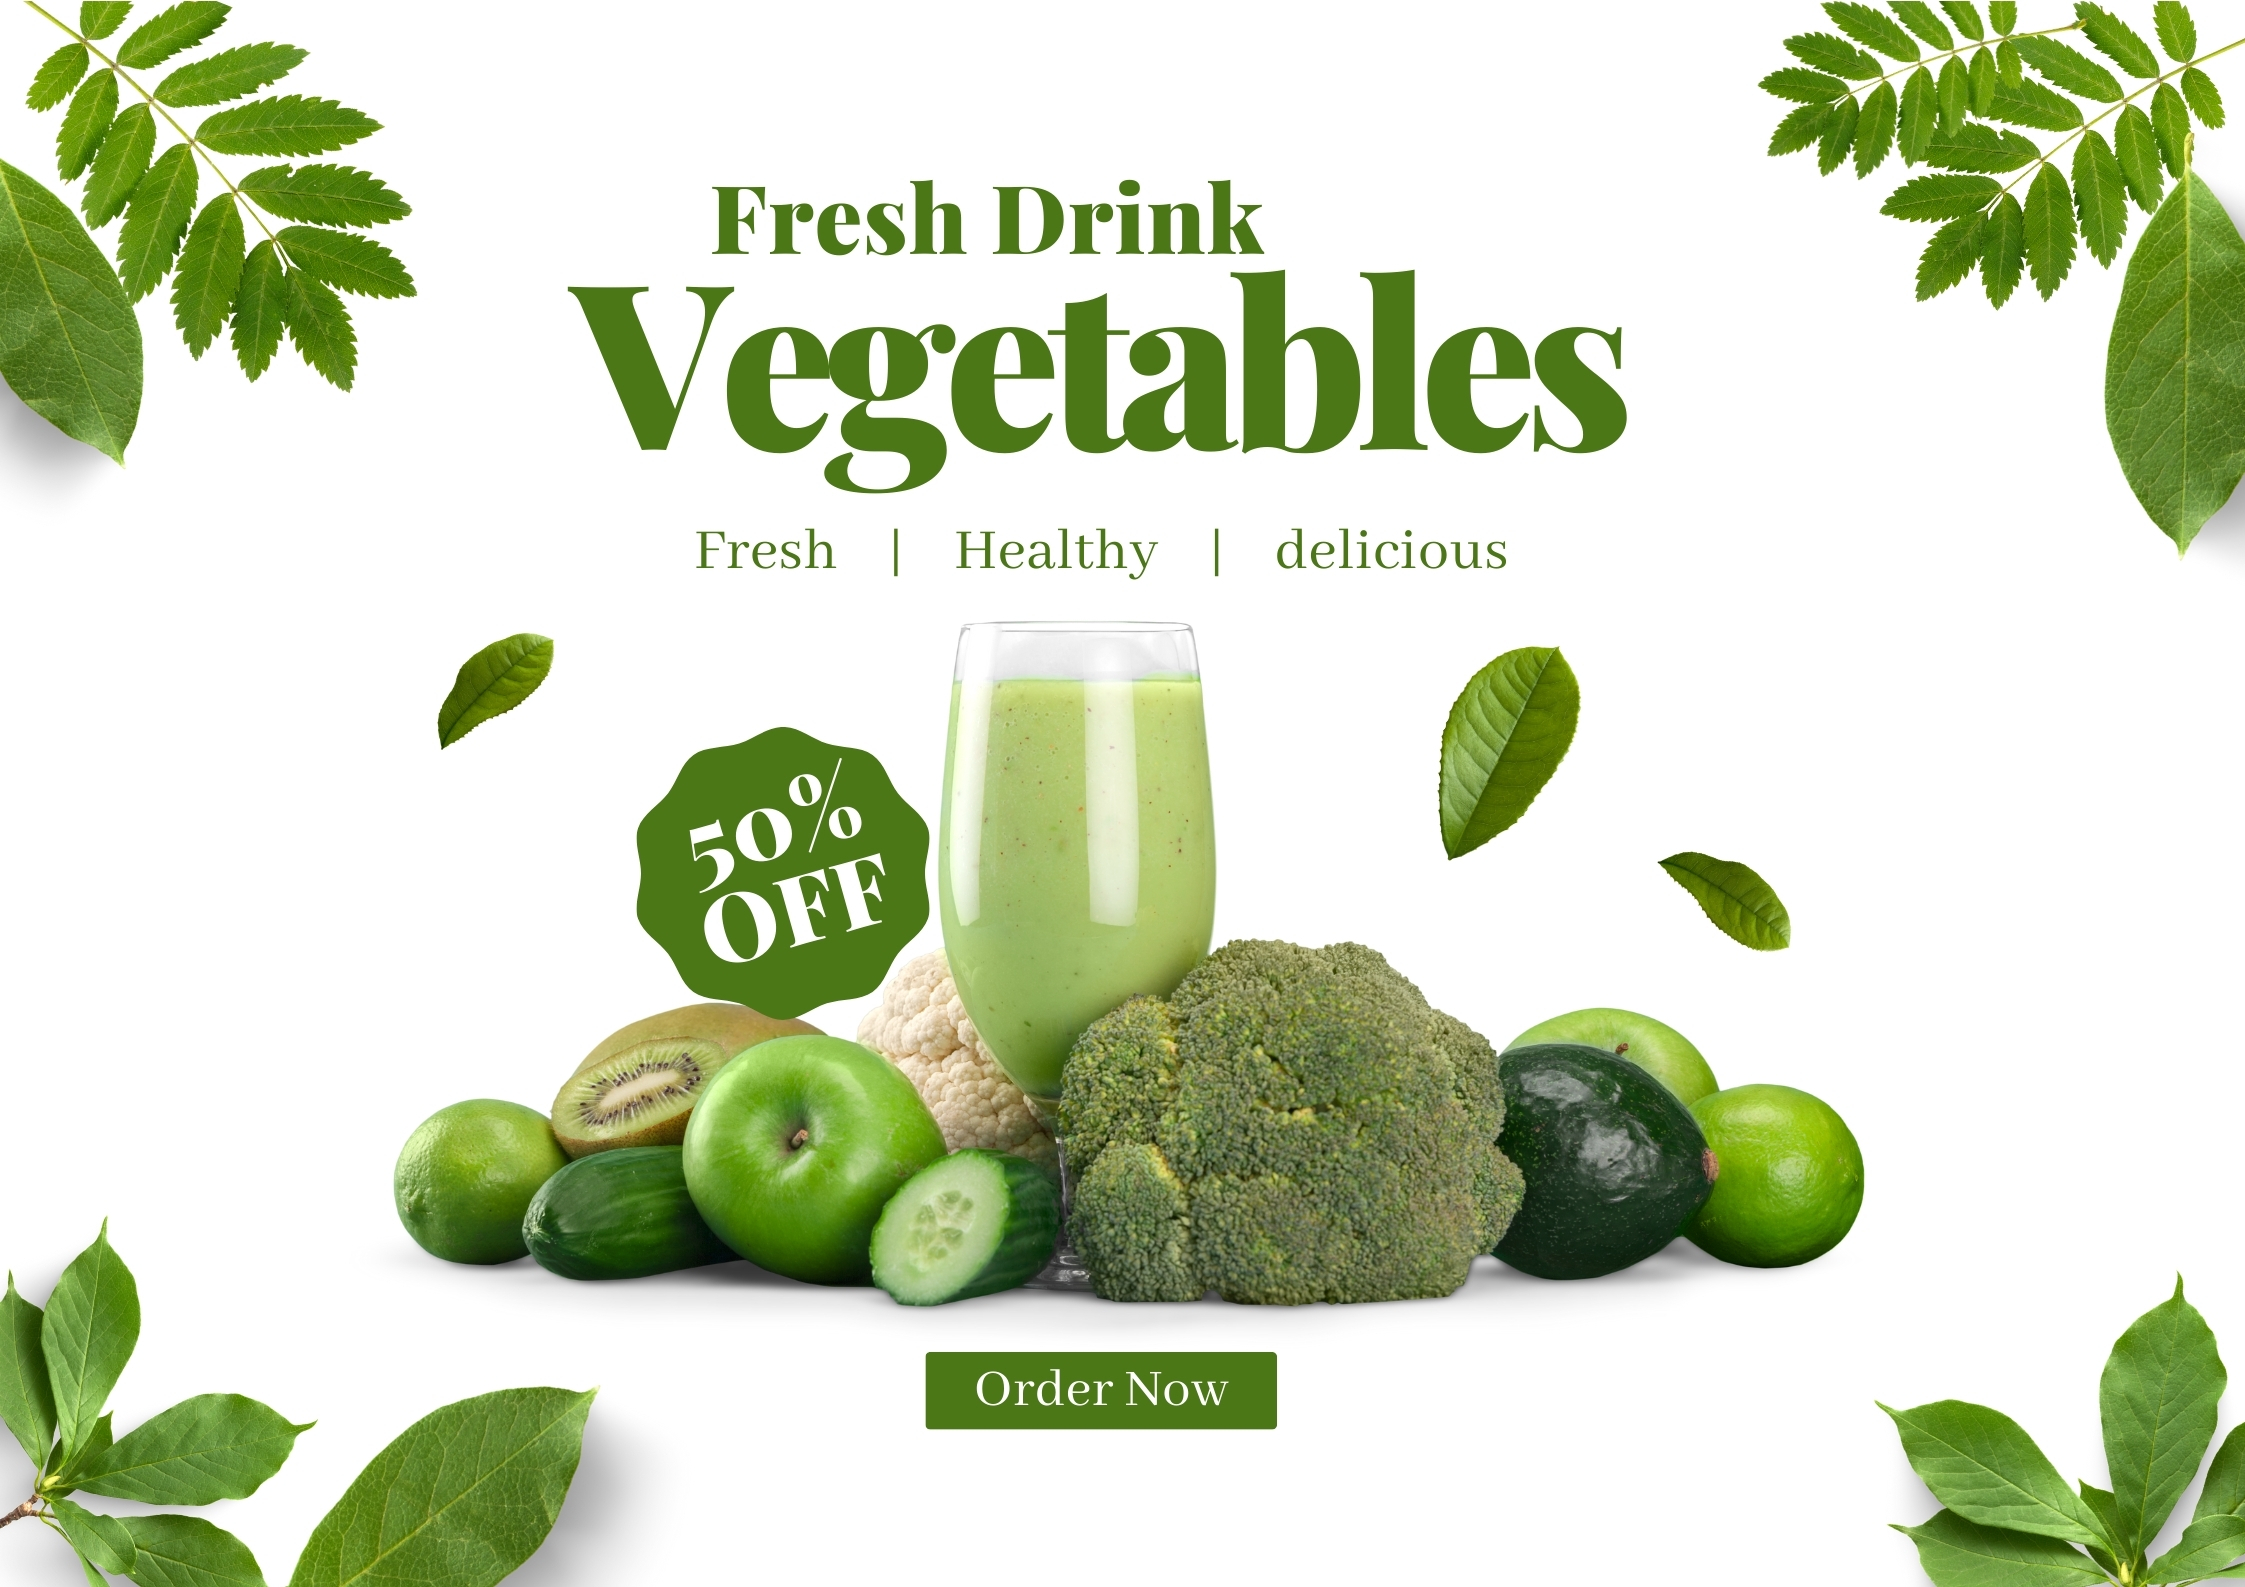 Fresh Drink
Vegetables
Fresh | Healthy | delicious
50%
OFF
Order Now